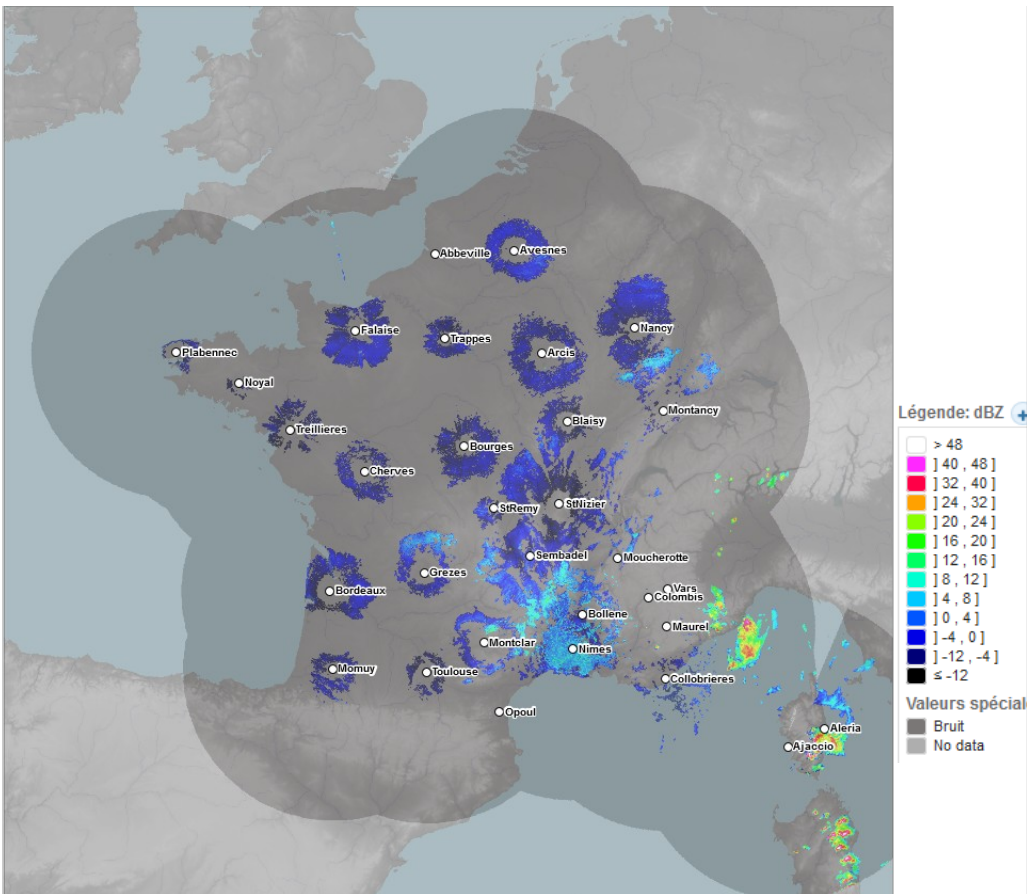 Abbeville
Avesnes
Falaise
Trappes
Nancy
Plabennec
Arcis
Noyal
Montancy
Treillieres
Blaisy
Bourges
Cherves
StRemy
StNizier
Sembadel
Moucherotte
Grezes
Bordeaux
Vars
Colombis
Bollene
Maurel
Montclar
Nimes
Momuy
Toulouse
Collobrieres
Opoul
Aleria
Ajaccio
Légende: dBZ
+
> 48
] 40 , 48 ]
] 32 , 40 ]
] 24 , 32 ]
] 20 , 24 ]
] 16 , 20 ]
] 12 , 16 ]
] 8 , 12 ]
] 4 , 8 ]
] 0 , 4 ]
] -4 , 0 ]
] -12 , -4 ]
≤ -12
Valeurs spéciale
Bruit
No data